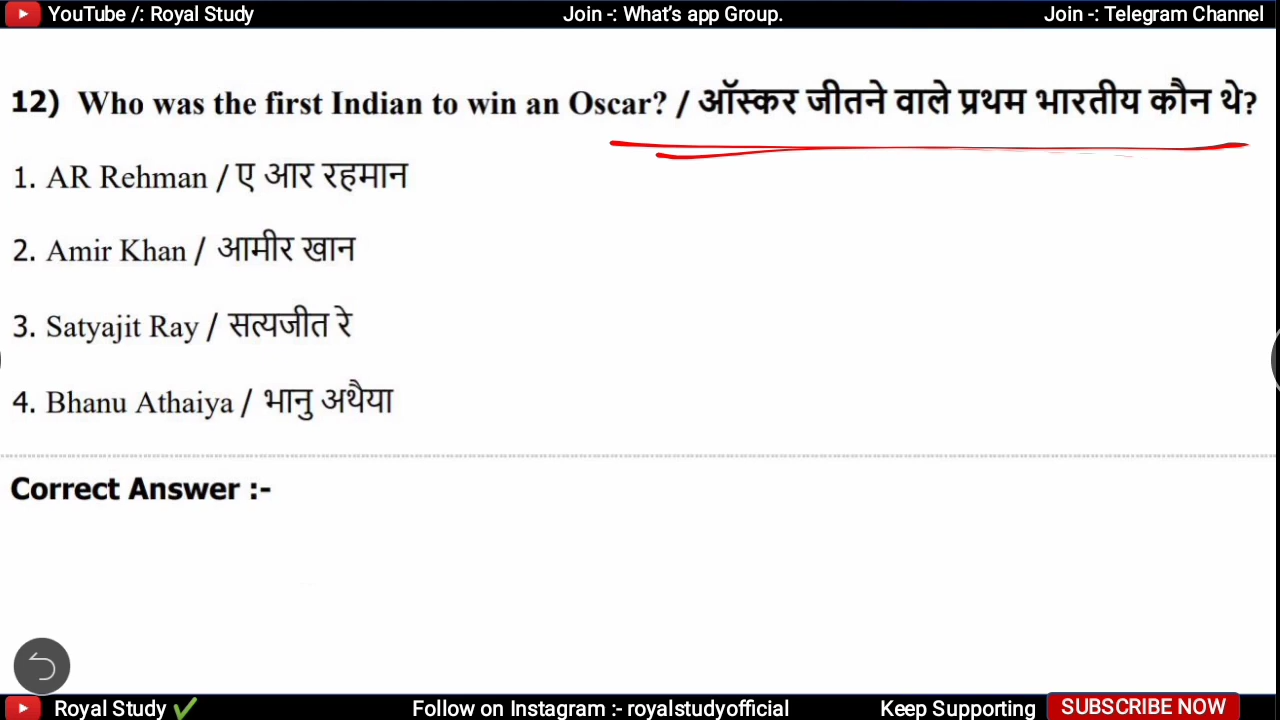 YouTube /: Royal Study Join -: What's app Group. Join -: Telegram Channel
12) Who was the first Indian to win an Oscar? / ऑस्कर जीतने वाले प्रथम भारतीय कौन थे?
1. AR Rehman / ए आर रहमान
2. Amir Khan / आमीर खान
3. Satyajit Ray / सत्यजीत रे
4. Bhanu Athaiya / भानु अथैया
Correct Answer :-
Royal Study ✔ Follow on Instagram :- royalstudyofficial Keep Supporting SUBSCRIBE NOW